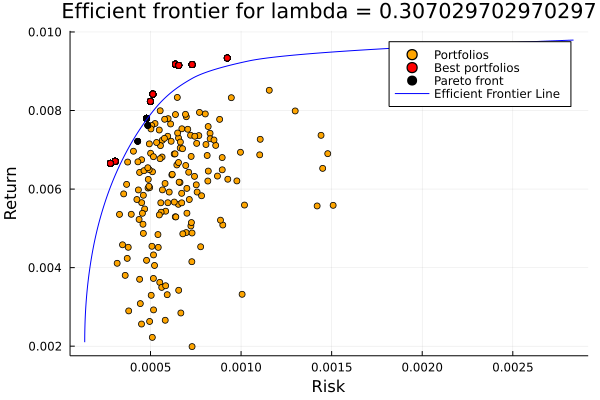 Efficient frontier for lambda = 0.307029702970297
0.010
0.008
0.006
0.004
0.002
Return
Portfolios
Best portfolios
Pareto front
Efficient Frontier Line
0.0005 0.0010 0.0015 0.0020 0.0025
Risk